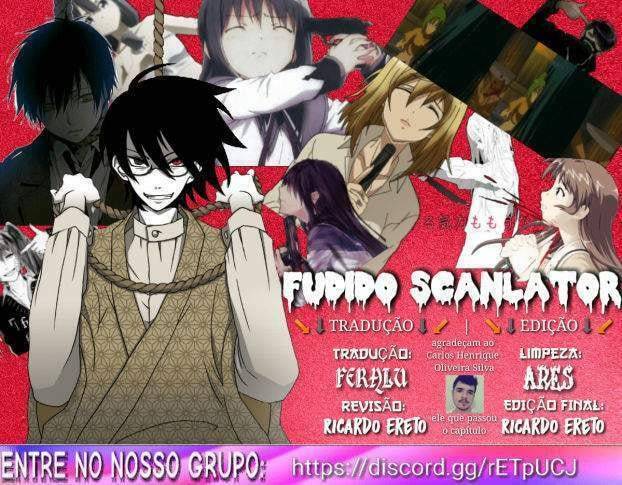 FUDIDO SCANLATOR
TRADUÇÃO | EDIÇÃO
agradeçam ao
Carlos Henrique
Oliveira Silva
TRADUÇÃO:
FERALU
REVISÃO:
RICARDO ERETO
ele que passou
o capítulo
LIMPEZA:
ARES
EDIÇÃO FINAL:
RICARDO ERETO
ENTRE NO NOSSO GRUPO: https://discord.gg/rETpUCJ